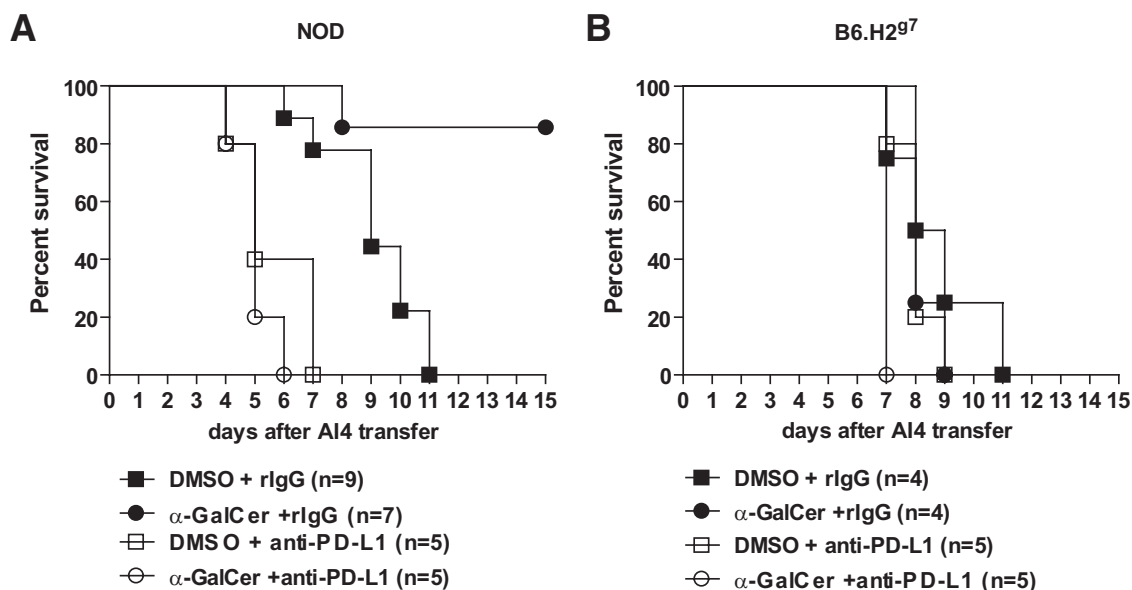 A
NOD
Percent survival
100
80
60
40
20
0
0 1 2 3 4 5 6 7 8 9 10 11 12 13 14 15
days after AI4 transfer
DMSO + rIgG (n=9)
α-GalCer +rIgG (n=7)
DMSO + anti-PD-L1 (n=5)
α-GalCer +anti-PD-L1 (n=5)
B
B6.H2g7
Percent survival
100
80
60
40
20
0
0 1 2 3 4 5 6 7 8 9 10 11 12 13 14 15
days after AI4 transfer
DMSO + rIgG (n=4)
α-GalCer +rIgG (n=4)
DMSO + anti-PD-L1 (n=5)
α-GalCer +anti-PD-L1 (n=5)